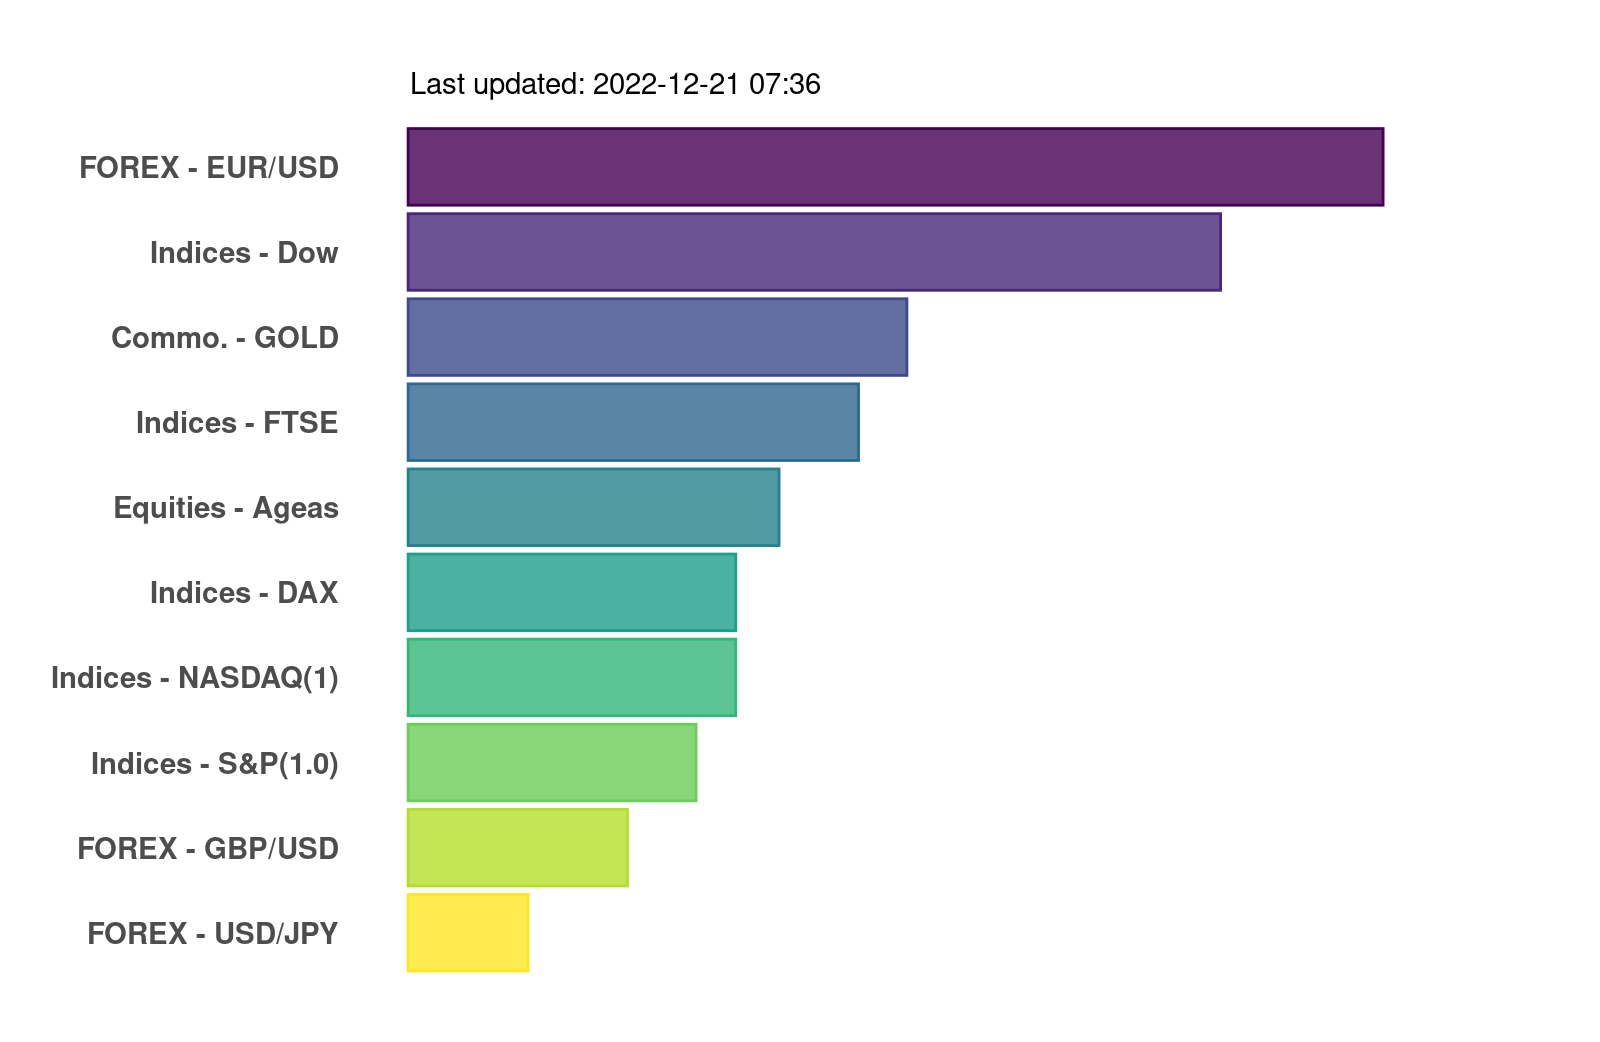 Last updated: 2022-12-21 07:36
FOREX - EUR/USD
Indices - Dow
Commo. - GOLD
Indices - FTSE
Equities - Ageas
Indices - DAX
Indices - NASDAQ(1)
Indices - S&P(1.0)
FOREX - GBP/USD
FOREX - USD/JPY